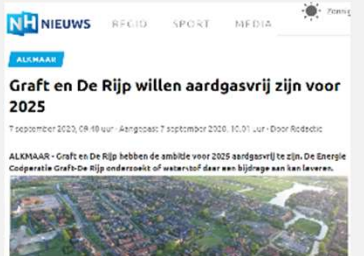 NH NIEUWS
REGIO SPORT MEDIA
Zonnig
ALKMAAR
Graft en De Rijp willen aardgasvrij zijn voor
2025
7 september 2020, 09:48 uur · Aangepast 7 september 2020, 10:01 uur · Door Redactie
ALKMAAR - Graft en De Rijp hebben de ambitie voor 2025 aardgasvrij te zijn. De Energie
Coöperatie Graft-De Rijp onderzoekt of waterstof daar een bijdrage aan kan leveren.